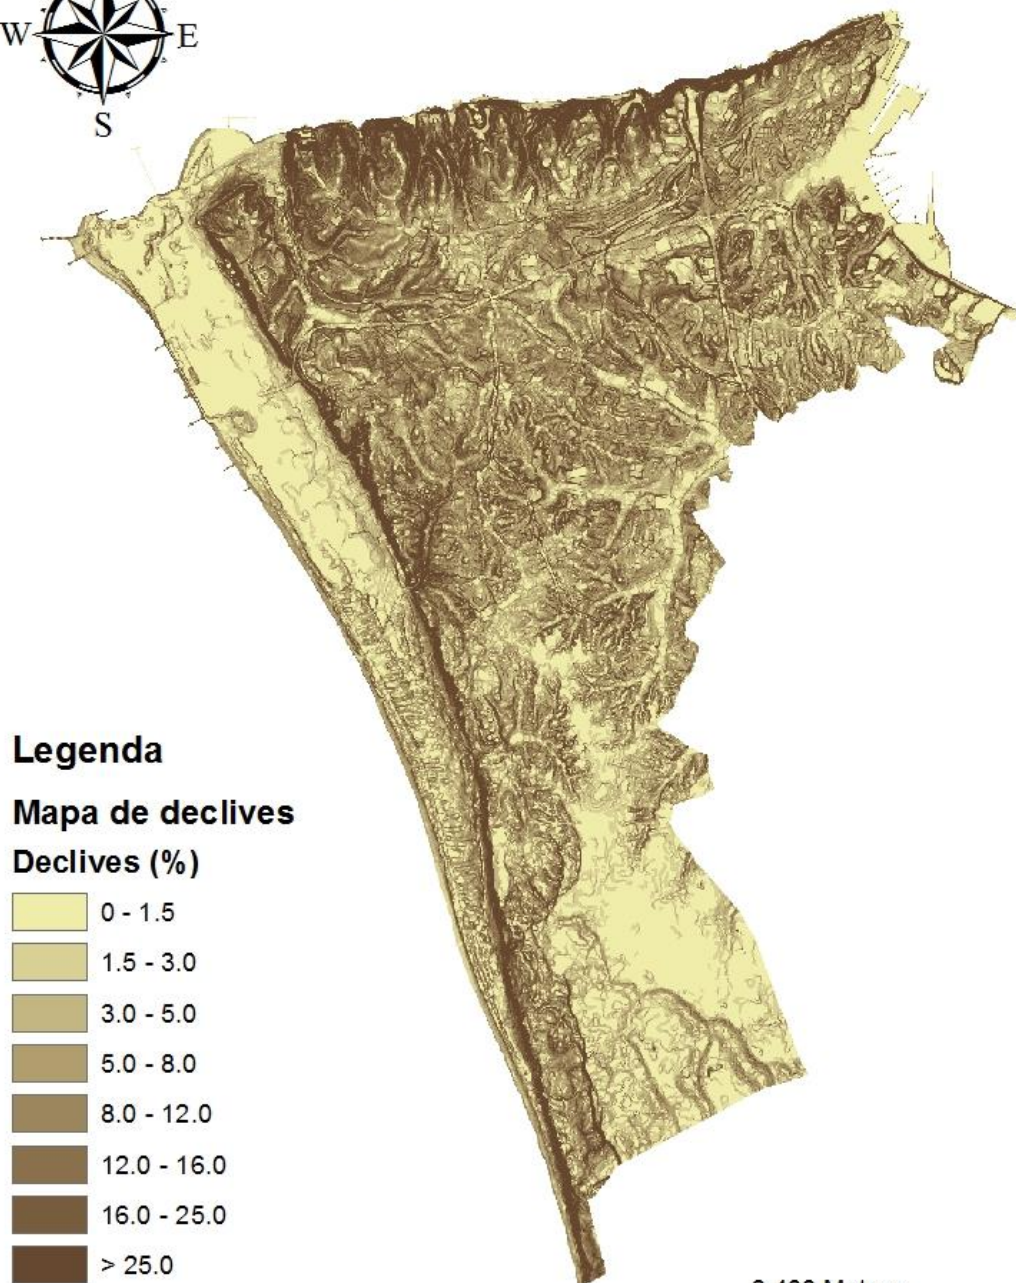 W
E
S
Legenda
Mapa de declives
Declives (%)
0 - 1.5
1.5 - 3.0
3.0 - 5.0
5.0 - 8.0
8.0 - 12.0
12.0 - 16.0
16.0 - 25.0
> 25.0